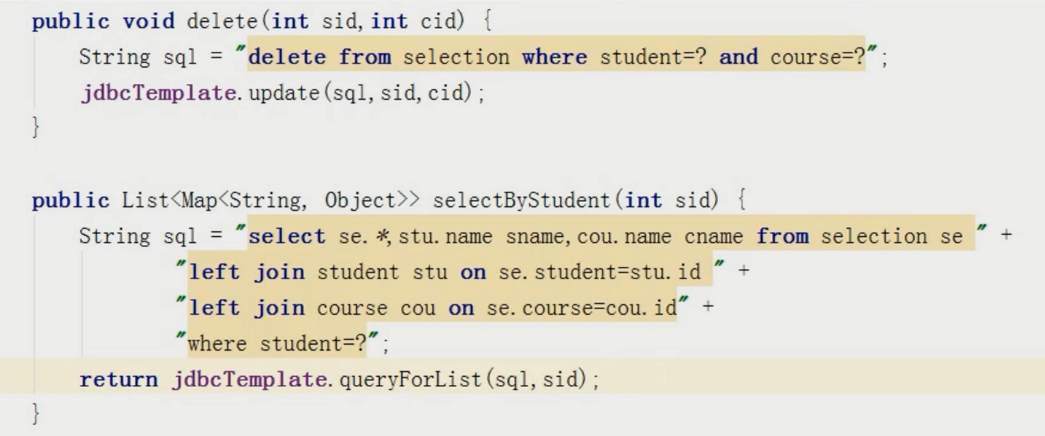 public void delete(int sid,int cid) {
    String sql = "delete from selection where student=? and course=?";
    jdbcTemplate.update(sql,sid,cid);
}
public List<Map<String, Object>> selectByStudent(int sid) {
    String sql = "select se.*,stu.name sname,cou.name cname from selection se " +
            "left join student stu on se.student=stu.id " +
            "left join course cou on se.course=cou.id" +
            "where student=?";
    return jdbcTemplate.queryForList(sql,sid);
}